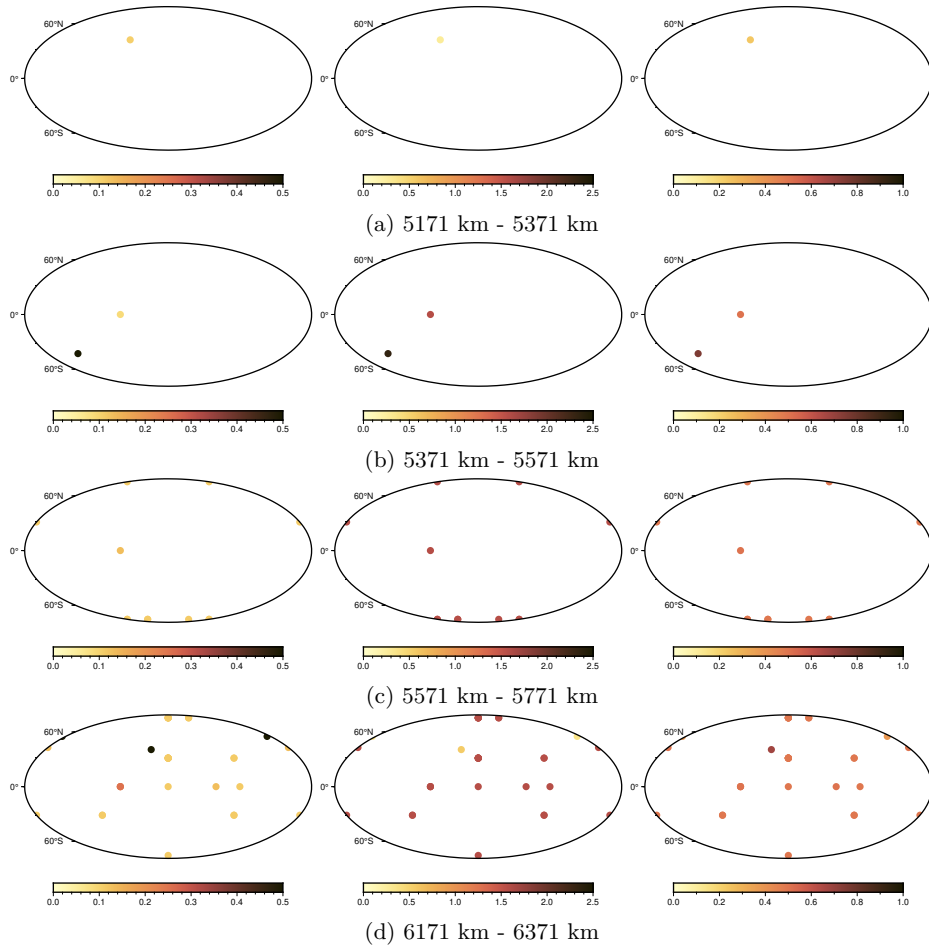 60°N
0°
60°S
60°N
0°
60°S
60°N
0°
60°S
0.0 0.1 0.2 0.3 0.4 0.5
0.0 0.5 1.0 1.5 2.0 2.5
0.0 0.2 0.4 0.6 0.8 1.0
(a) 5171 km - 5371 km
60°N
0°
60°S
60°N
0°
60°S
60°N
0°
60°S
0.0 0.1 0.2 0.3 0.4 0.5
0.0 0.5 1.0 1.5 2.0 2.5
0.0 0.2 0.4 0.6 0.8 1.0
(b) 5371 km - 5571 km
60°N
0°
60°S
60°N
0°
60°S
60°N
0°
60°S
0.0 0.1 0.2 0.3 0.4 0.5
0.0 0.5 1.0 1.5 2.0 2.5
0.0 0.2 0.4 0.6 0.8 1.0
(c) 5571 km - 5771 km
60°N
0°
60°S
60°N
0°
60°S
60°N
0°
60°S
0.0 0.1 0.2 0.3 0.4 0.5
0.0 0.5 1.0 1.5 2.0 2.5
0.0 0.2 0.4 0.6 0.8 1.0
(d) 6171 km - 6371 km